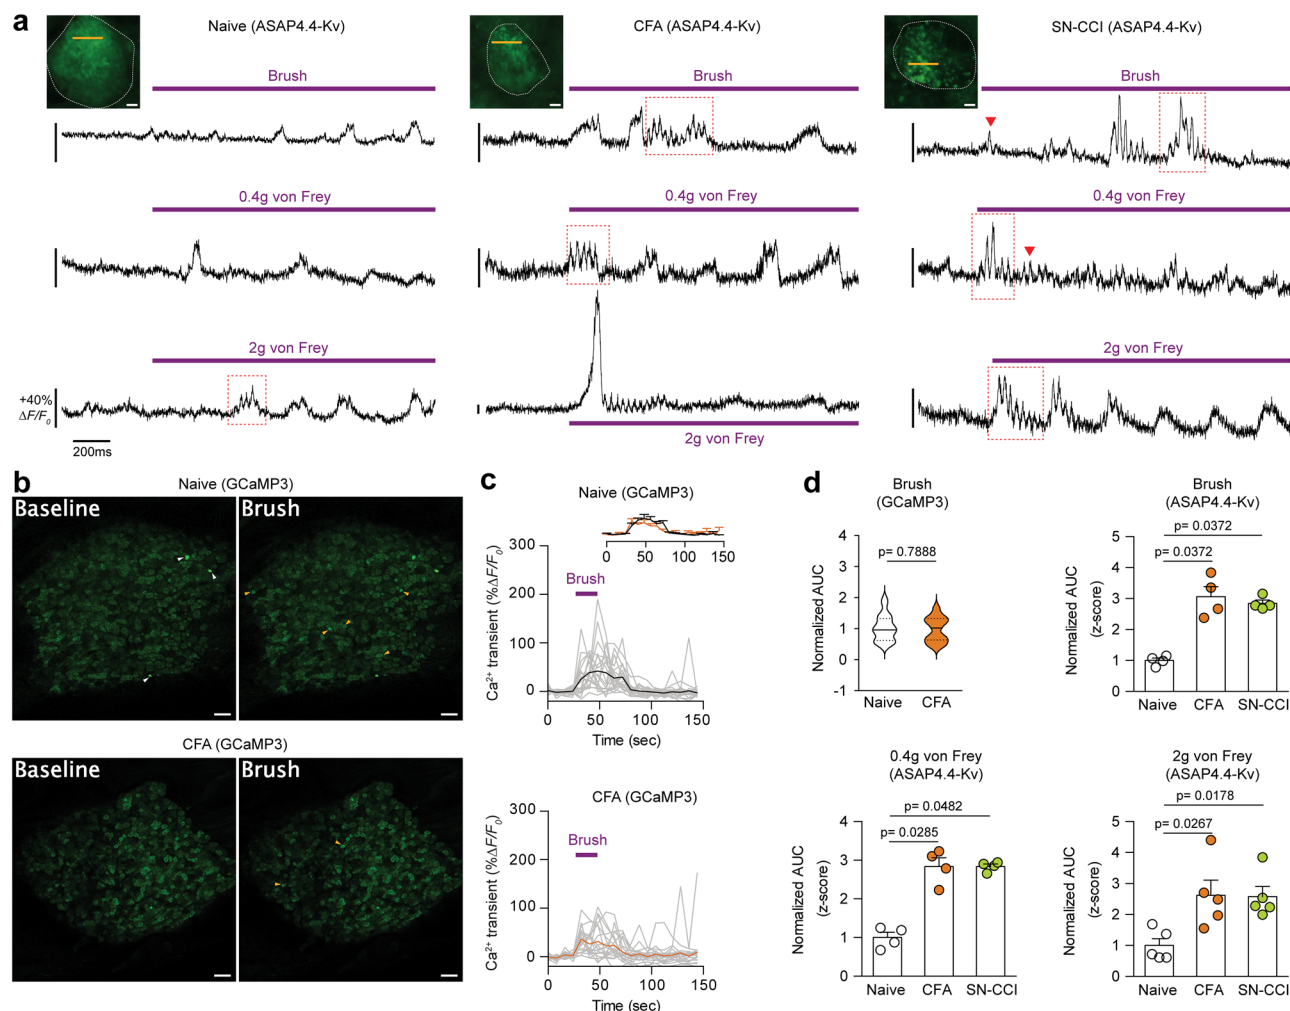 a
Naive (ASAP4.4-Kv)
CFA (ASAP4.4-Kv)
SN-CCI (ASAP4.4-Kv)
Brush
Brush
Brush
0.4g von Frey
0.4g von Frey
0.4g von Frey
2g von Frey
2g von Frey
2g von Frey
+40%
ΔF/F₀
200ms
b
Naive (GCaMP3)
Baseline
Brush
CFA (GCaMP3)
Baseline
Brush
c
Naive (GCaMP3)
0 50 100 150
300
200
100
0
Brush
Ca²⁺ transient (%ΔF/F₀)
0 50 100 150
Time (sec)
CFA (GCaMP3)
300
200
100
0
Brush
Ca²⁺ transient (%ΔF/F₀)
0 50 100 150
Time (sec)
d
Brush
(GCaMP3)
p= 0.7888
Normalized AUC
4
3
2
1
0
-1
Naive CFA
Brush
(ASAP4.4-Kv)
p= 0.0372
p= 0.0372
Normalized AUC
(z-score)
5
4
3
2
1
0
Naive CFA SN-CCI
0.4g von Frey
(ASAP4.4-Kv)
p= 0.0482
p= 0.0285
Normalized AUC
(z-score)
4
3
2
1
0
Naive CFA SN-CCI
2g von Frey
(ASAP4.4-Kv)
p= 0.0178
p= 0.0267
Normalized AUC
(z-score)
5
4
3
2
1
0
Naive CFA SN-CCI